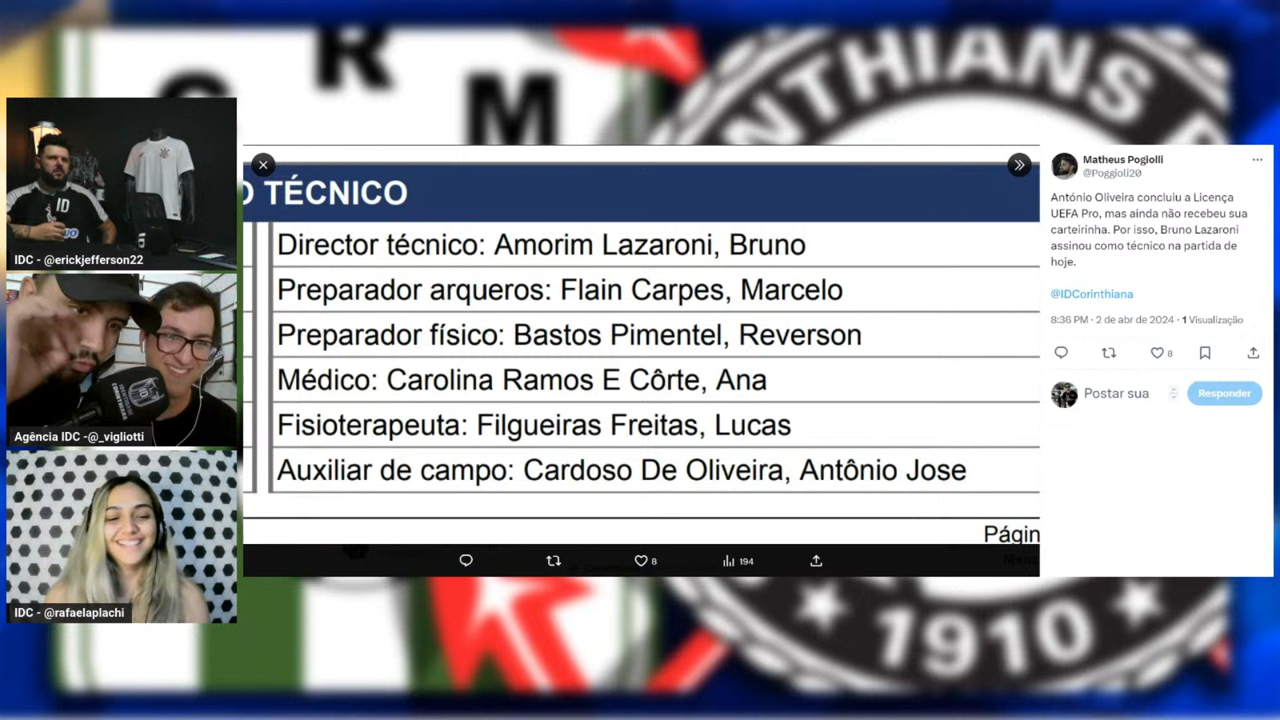 C R M
NTHIANS P
1910
IDC - @erickjefferson22
Agência IDC -@_vigliotti
IDC - @rafaelaplachi
O TÉCNICO
Director técnico: Amorim Lazaroni, Bruno
Preparador arqueros: Flain Carpes, Marcelo
Preparador físico: Bastos Pimentel, Reverson
Médico: Carolina Ramos E Côrte, Ana
Fisioterapeuta: Filgueiras Freitas, Lucas
Auxiliar de campo: Cardoso De Oliveira, Antônio Jose
Págin
8
194
Matheus Pogiolli
@Poggioli20
António Oliveira concluiu a Licença
UEFA Pro, mas ainda não recebeu sua
carteirinha. Por isso, Bruno Lazaroni
assinou como técnico na partida de
hoje.
@IDCorinthiana
8:36 PM · 2 de abr de 2024 · 1 Visualização
8
Postar sua
Responder